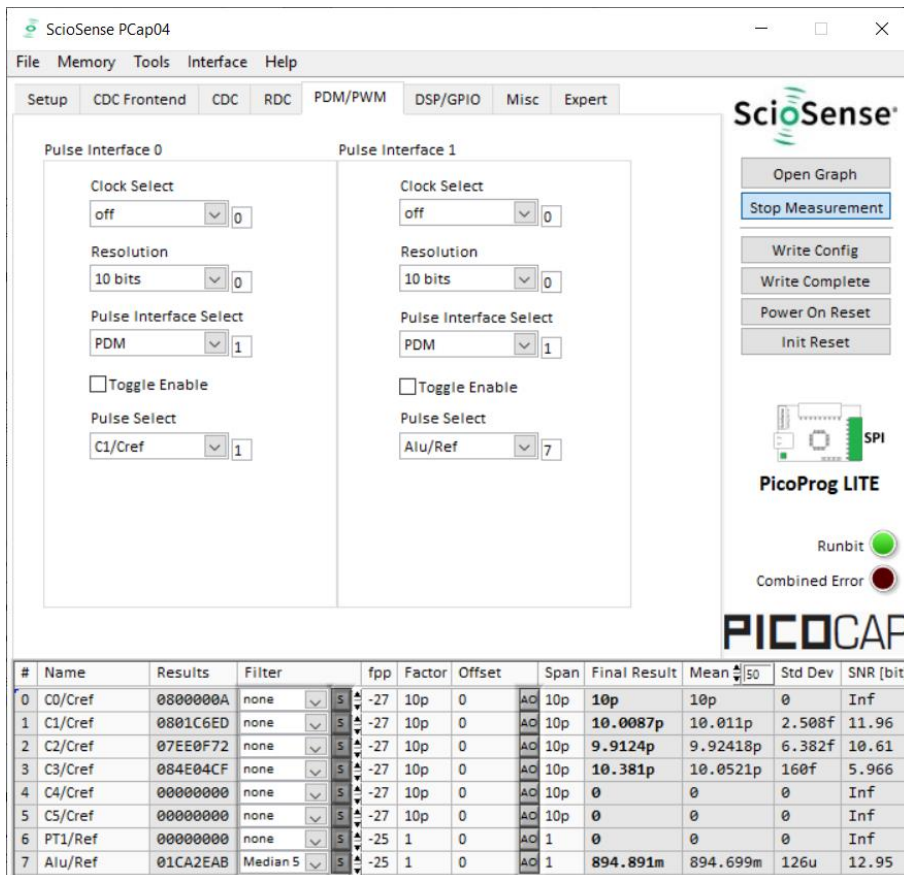 ScioSense PCap04
File Memory Tools Interface Help
Setup CDC Frontend CDC RDC PDM/PWM DSP/GPIO Misc Expert
ScioSense
Pulse Interface 0
Clock Select
off 0
Resolution
10 bits 0
Pulse Interface Select
PDM 1
Toggle Enable
Pulse Select
C1/Cref 1
Pulse Interface 1
Clock Select
off 0
Resolution
10 bits 0
Pulse Interface Select
PDM 1
Toggle Enable
Pulse Select
Alu/Ref 7
Open Graph
Stop Measurement
Write Config
Write Complete
Power On Reset
Init Reset
SPI
PicoProg LITE
Runbit
Combined Error
PICOCAP
# Name Results Filter fpp Factor Offset Span Final Result Mean 50 Std Dev SNR [bit
0 C0/Cref 0800000A none S -27 10p 0 AO 10p 10p 10p 0 Inf
1 C1/Cref 0801C6ED none S -27 10p 0 AO 10p 10.0087p 10.011p 2.508f 11.96
2 C2/Cref 07EE0F72 none S -27 10p 0 AO 10p 9.9124p 9.92418p 6.382f 10.61
3 C3/Cref 084E04CF none S -27 10p 0 AO 10p 10.381p 10.0521p 160f 5.966
4 C4/Cref 00000000 none S -27 10p 0 AO 10p 0 0 0 Inf
5 C5/Cref 00000000 none S -27 10p 0 AO 10p 0 0 0 Inf
6 PT1/Ref 00000000 none S -25 1 0 AO 1 0 0 0 Inf
7 Alu/Ref 01CA2EAB Median 5 S -25 1 0 AO 1 894.891m 894.699m 126u 12.95